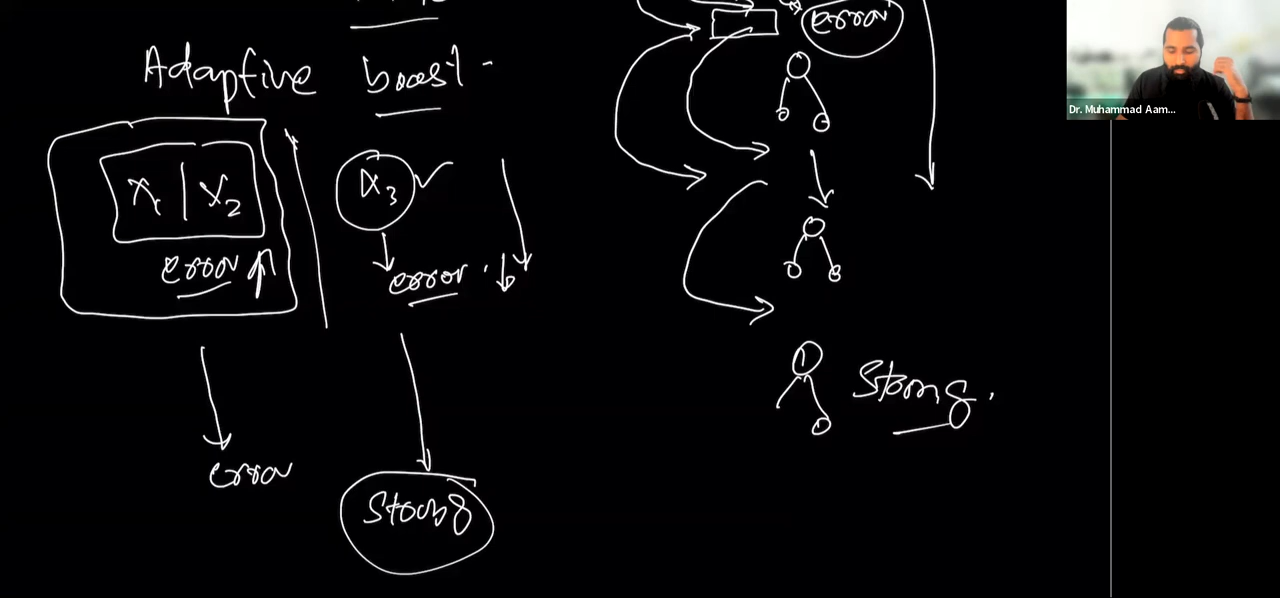 error
Dr. Muhammad Aam...
Adaptive boost -
x₁ | x₂
x₃ ✓
error ↑
error . ↓
error
Strong
Strong.